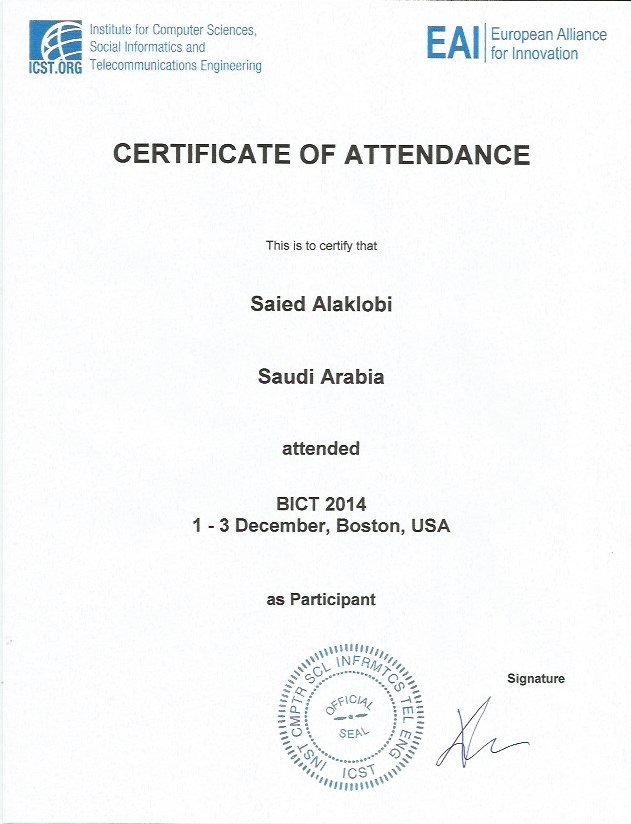 Institute for Computer Sciences,
Social Informatics and
Telecommunications Engineering
ICST.ORG
EAI
European Alliance
for Innovation
CERTIFICATE OF ATTENDANCE
This is to certify that
Saied Alaklobi
Saudi Arabia
attended
BICT 2014
1 - 3 December, Boston, USA
as Participant
INST CMPTR SCL INFRMTCS TEL ENG
OFFICIAL
SEAL
ICST
Signature